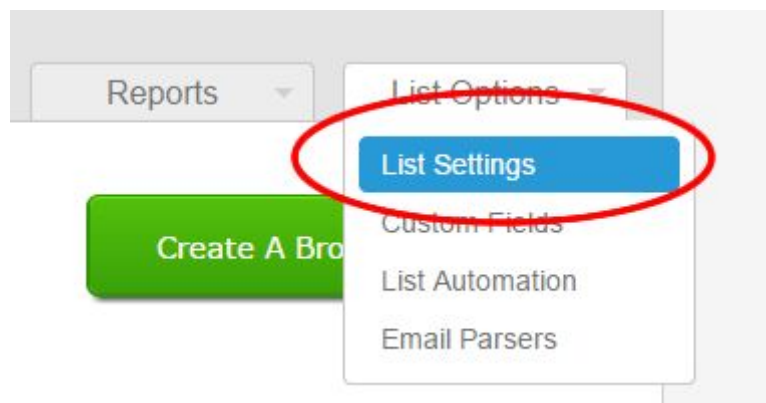 Reports
List Options
List Settings
Create A Bro
Custom Fields
List Automation
Email Parsers